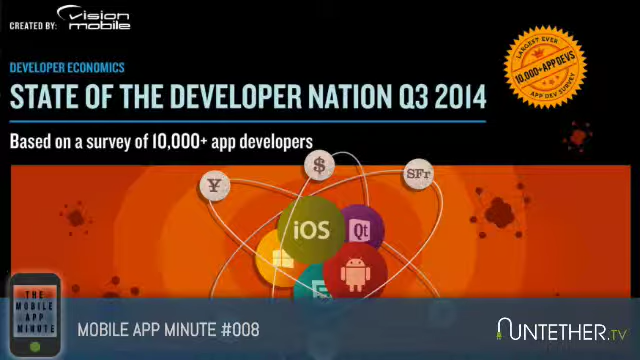 CREATED BY:
vision
mobile
DEVELOPER ECONOMICS
STATE OF THE DEVELOPER NATION Q3 2014
Based on a survey of 10,000+ app developers
LARGEST EVER
10,000+ APP DEVS
APP DEV SURVEY
¥
$
SFr
iOS
Qt
THE
MOBILE
APP
MINUTE
MOBILE APP MINUTE #008
UNTETHER.TV